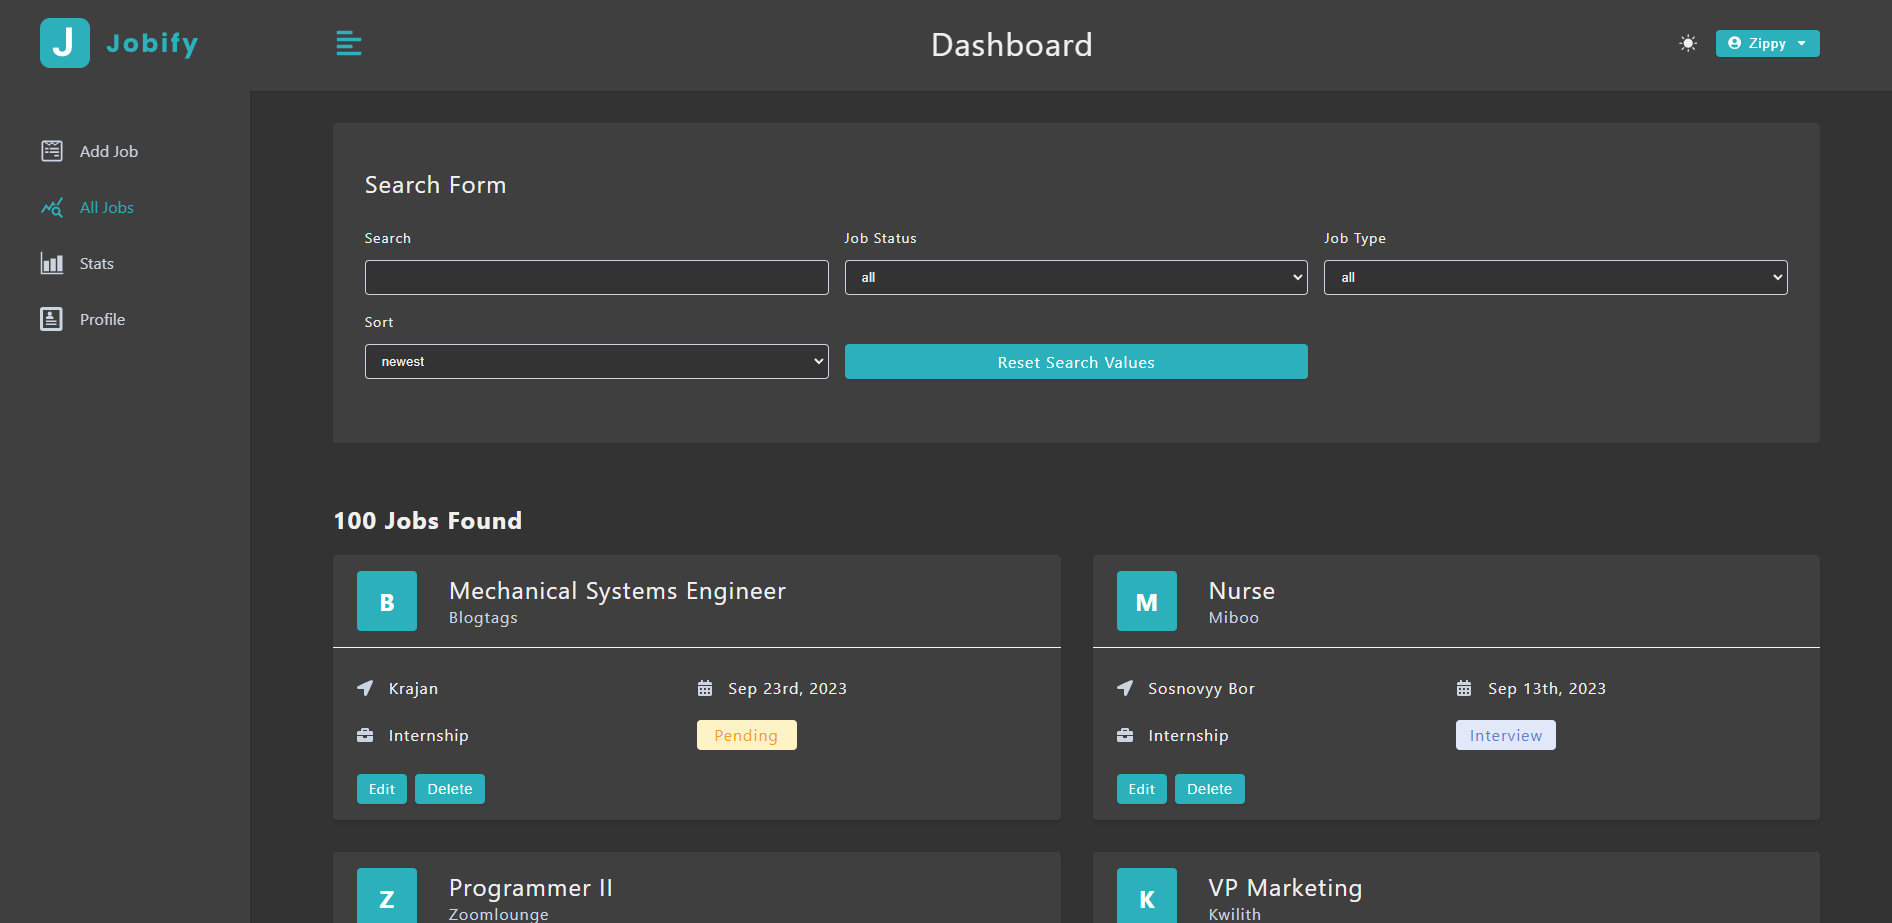 J Jobify
Dashboard
Zippy
Add Job
All Jobs
Stats
Profile
Search Form
Search
Job Status
Job Type
all
all
Sort
newest
Reset Search Values
100 Jobs Found
B
Mechanical Systems Engineer
Blogtags
Krajan
Sep 23rd, 2023
Internship
Pending
Edit
Delete
M
Nurse
Miboo
Sosnovyy Bor
Sep 13th, 2023
Internship
Interview
Edit
Delete
Z
Programmer II
Zoomlounge
K
VP Marketing
Kwilith